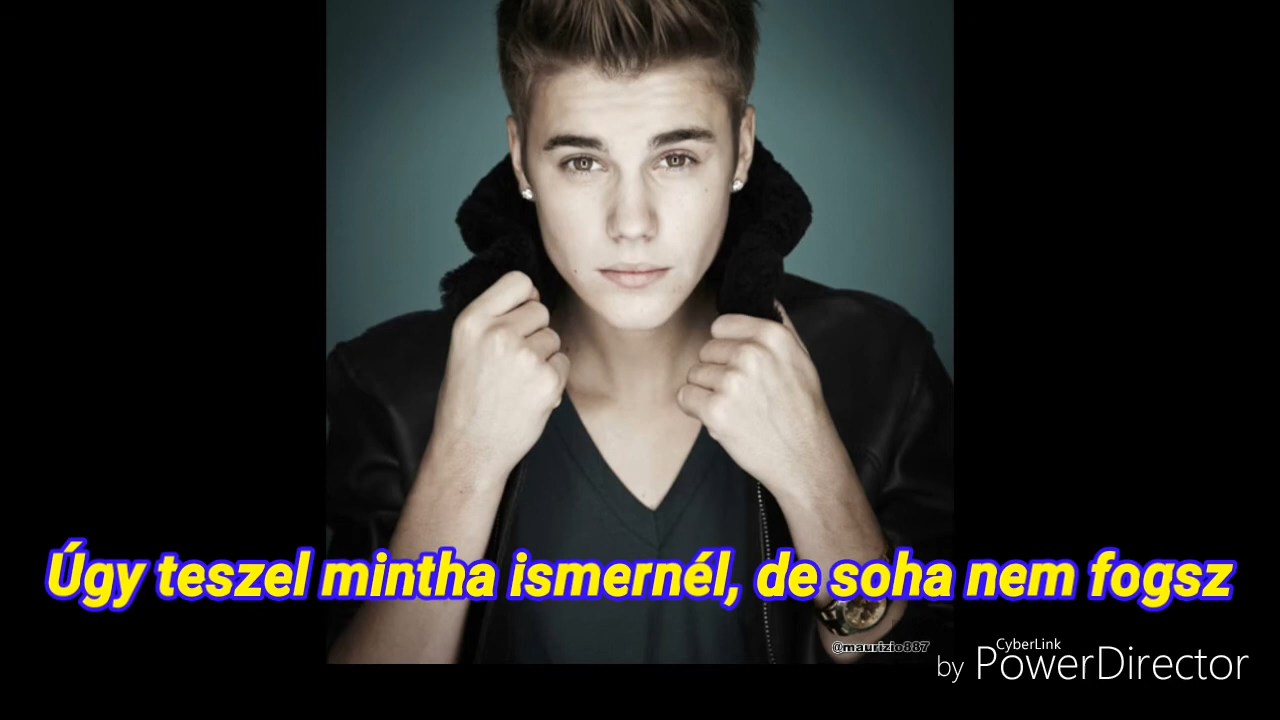 Úgy teszel mintha ismernél, de soha nem fogsz
@maurizio887
CyberLink
by PowerDirector